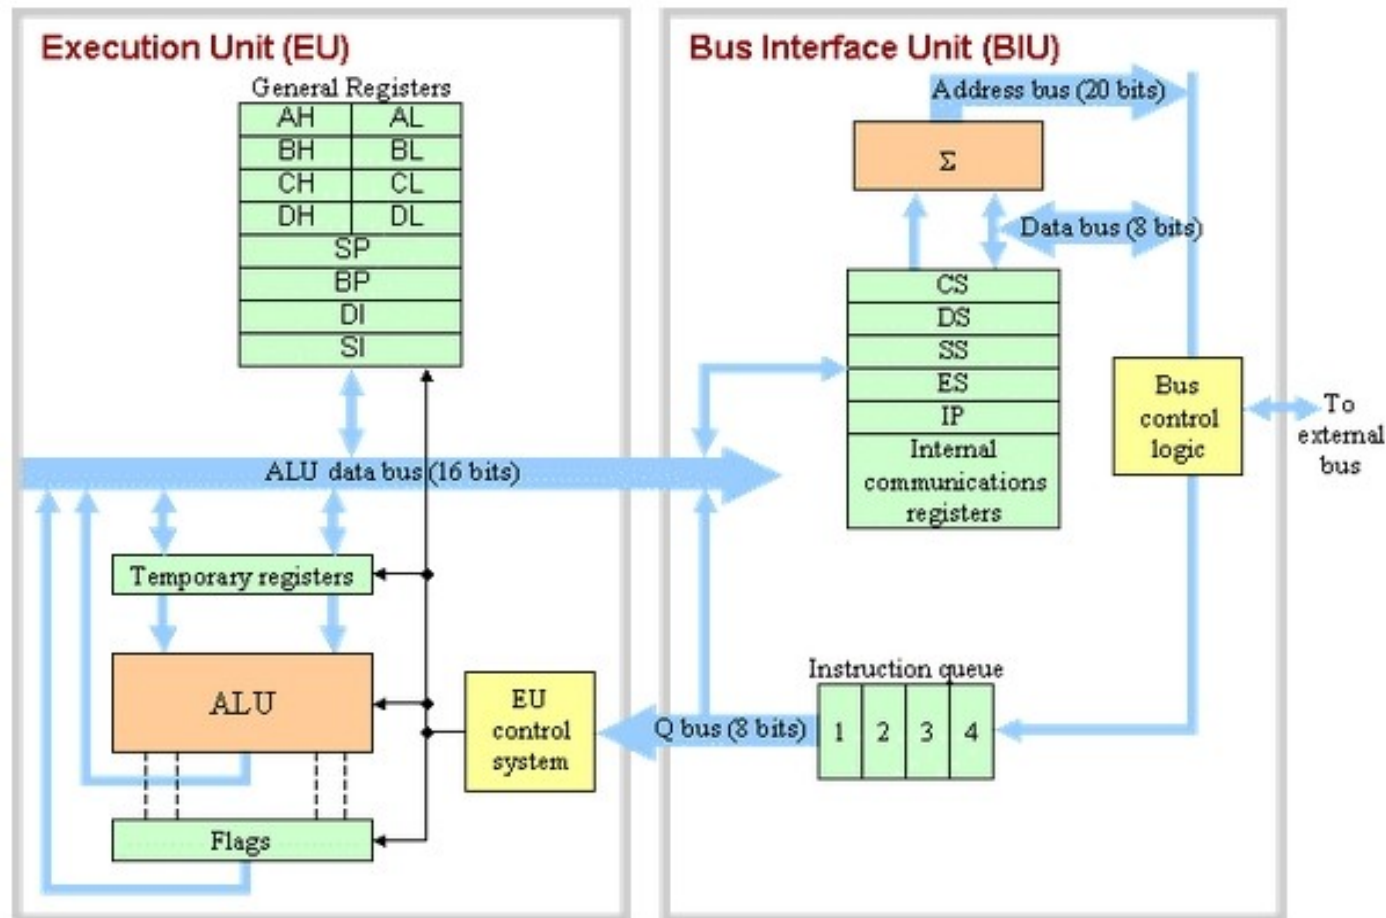 Execution Unit (EU)
General Registers
AH AL
BH BL
CH CL
DH DL
SP
BP
DI
SI
ALU data bus (16 bits)
Temporary registers
ALU
EU
control
system
Flags
Bus Interface Unit (BIU)
Address bus (20 bits)
Σ
Data bus (8 bits)
CS
DS
SS
ES
IP
Internal
communications
registers
Bus
control
logic
To
external
bus
Instruction queue
Q bus (8 bits)
1 2 3 4